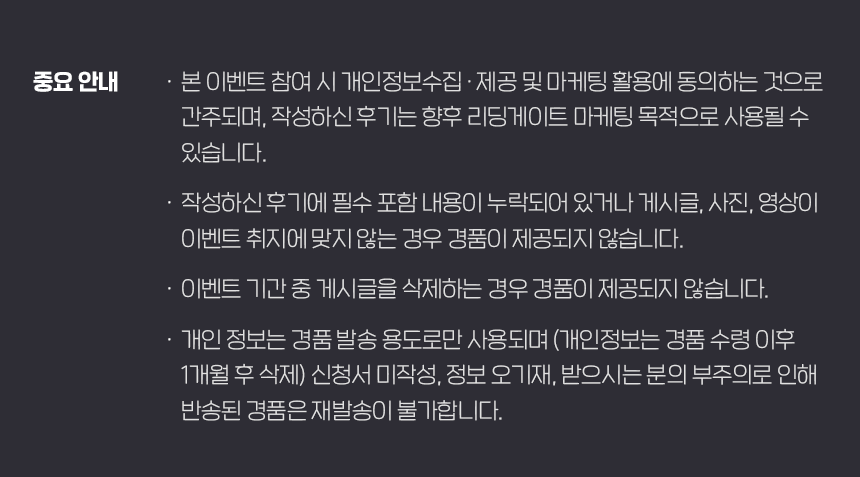 중요 안내
· 본 이벤트 참여 시 개인정보수집·제공 및 마케팅 활용에 동의하는 것으로
간주되며, 작성하신 후기는 향후 리딩게이트 마케팅 목적으로 사용될 수
있습니다.
· 작성하신 후기에 필수 포함 내용이 누락되어 있거나 게시글, 사진, 영상이
이벤트 취지에 맞지 않는 경우 경품이 제공되지 않습니다.
· 이벤트 기간 중 게시글을 삭제하는 경우 경품이 제공되지 않습니다.
· 개인 정보는 경품 발송 용도로만 사용되며 (개인정보는 경품 수령 이후
1개월 후 삭제) 신청서 미작성, 정보 오기재, 받으시는 분의 부주의로 인해
반송된 경품은 재발송이 불가합니다.